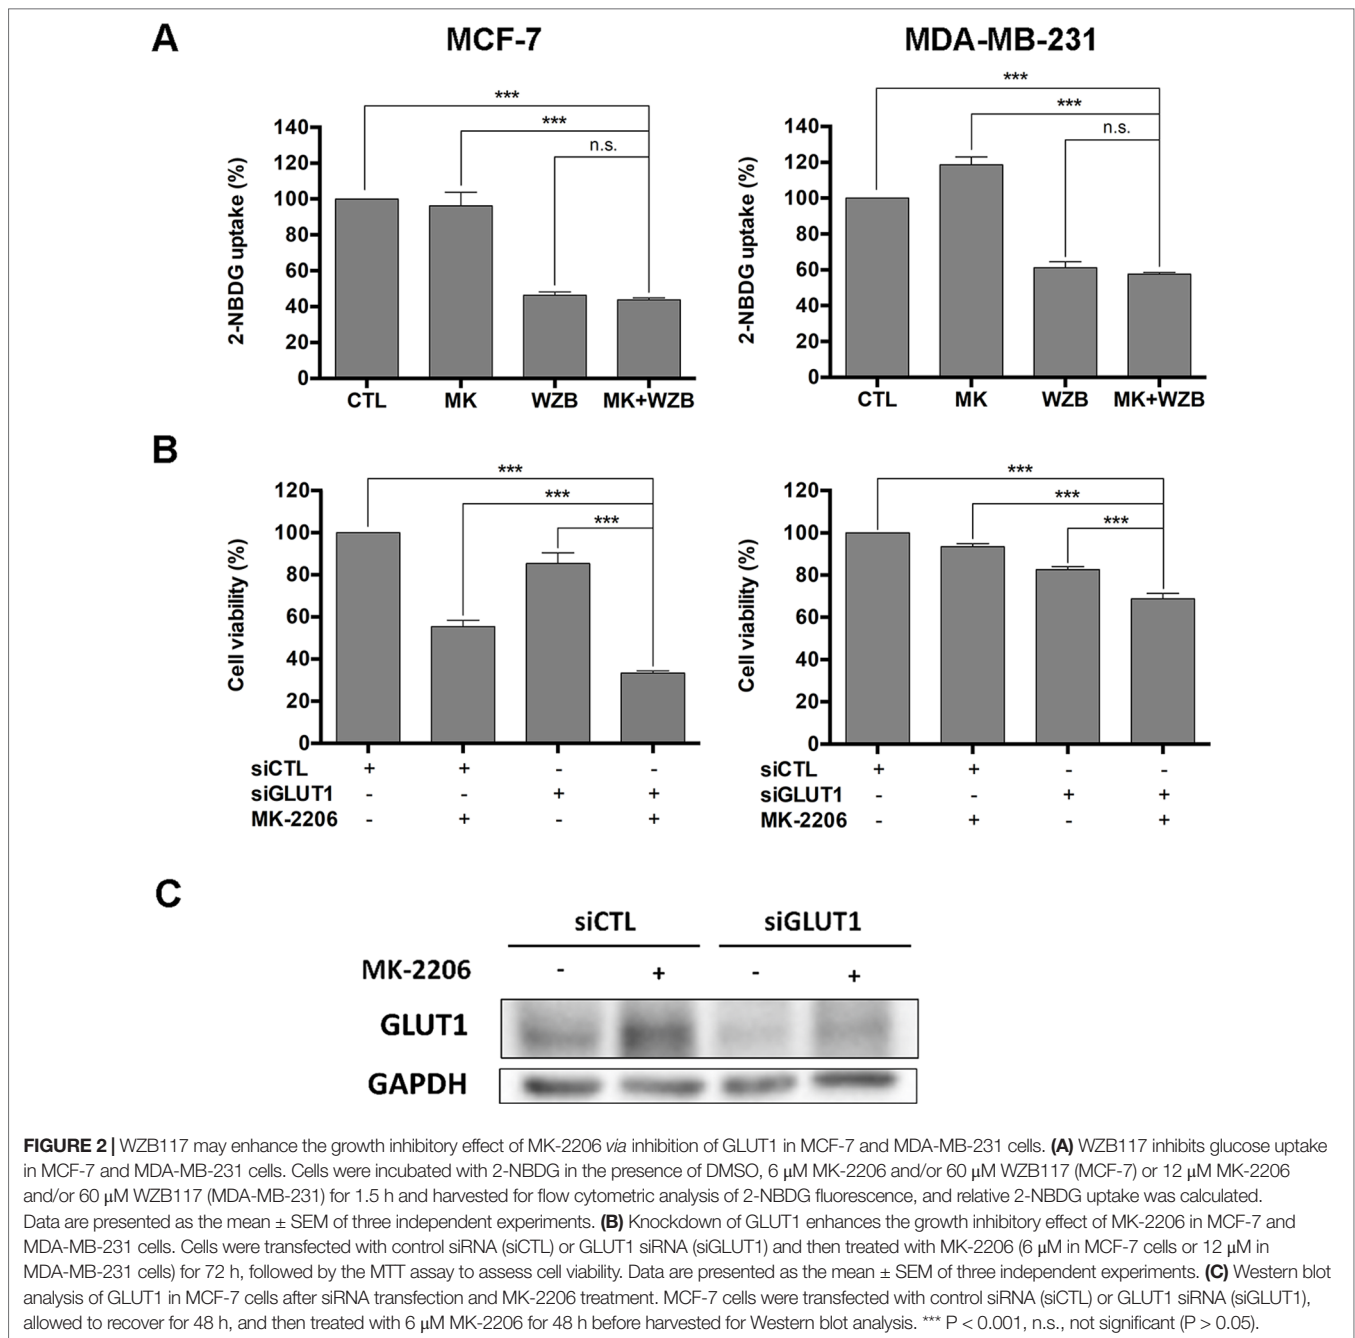 A
MCF-7
MDA-MB-231
***
***
n.s.
140
120
100
80
60
40
20
0
2-NBDG uptake (%)
CTL MK WZB MK+WZB
***
***
n.s.
140
120
100
80
60
40
20
0
2-NBDG uptake (%)
CTL MK WZB MK+WZB
B
***
***
***
120
100
80
60
40
20
0
Cell viability (%)
siCTL + + - -
siGLUT1 - - + +
MK-2206 - + - +
***
***
***
120
100
80
60
40
20
0
Cell viability (%)
siCTL + + - -
siGLUT1 - - + +
MK-2206 - + - +
C
siCTL siGLUT1
MK-2206 - + - +
GLUT1
GAPDH
FIGURE 2 | WZB117 may enhance the growth inhibitory effect of MK-2206 via inhibition of GLUT1 in MCF-7 and MDA-MB-231 cells. (A) WZB117 inhibits glucose uptake
in MCF-7 and MDA-MB-231 cells. Cells were incubated with 2-NBDG in the presence of DMSO, 6 μM MK-2206 and/or 60 μM WZB117 (MCF-7) or 12 μM MK-2206
and/or 60 μM WZB117 (MDA-MB-231) for 1.5 h and harvested for flow cytometric analysis of 2-NBDG fluorescence, and relative 2-NBDG uptake was calculated.
Data are presented as the mean ± SEM of three independent experiments. (B) Knockdown of GLUT1 enhances the growth inhibitory effect of MK-2206 in MCF-7 and
MDA-MB-231 cells. Cells were transfected with control siRNA (siCTL) or GLUT1 siRNA (siGLUT1) and then treated with MK-2206 (6 μM in MCF-7 cells or 12 μM in
MDA-MB-231 cells) for 72 h, followed by the MTT assay to assess cell viability. Data are presented as the mean ± SEM of three independent experiments. (C) Western blot
analysis of GLUT1 in MCF-7 cells after siRNA transfection and MK-2206 treatment. MCF-7 cells were transfected with control siRNA (siCTL) or GLUT1 siRNA (siGLUT1),
allowed to recover for 48 h, and then treated with 6 μM MK-2206 for 48 h before harvested for Western blot analysis. *** P < 0.001, n.s., not significant (P > 0.05).